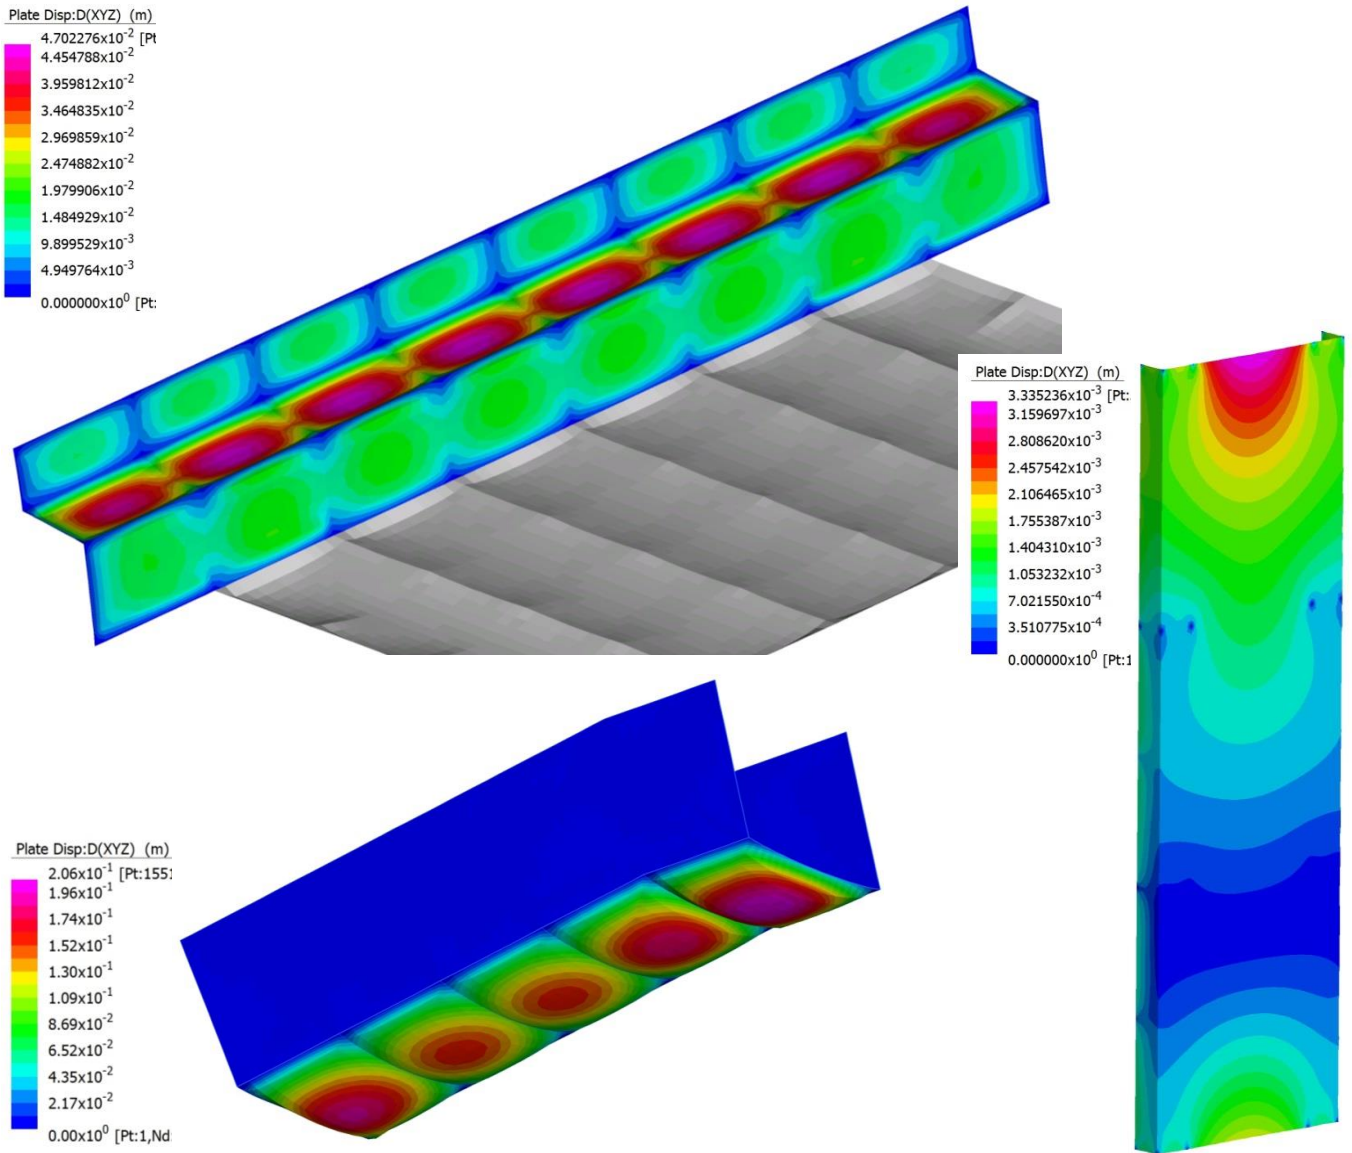 Plate Disp:D(XYZ) (m)
4.702276x10⁻² [Pt
4.454788x10⁻²
3.959812x10⁻²
3.464835x10⁻²
2.969859x10⁻²
2.474882x10⁻²
1.979906x10⁻²
1.484929x10⁻²
9.899529x10⁻³
4.949764x10⁻³
0.000000x10⁰ [Pt:
Plate Disp:D(XYZ) (m)
3.335236x10⁻³ [Pt:
3.159697x10⁻³
2.808620x10⁻³
2.457542x10⁻³
2.106465x10⁻³
1.755387x10⁻³
1.404310x10⁻³
1.053232x10⁻³
7.021550x10⁻⁴
3.510775x10⁻⁴
0.000000x10⁰ [Pt:1
Plate Disp:D(XYZ) (m)
2.06x10⁻¹ [Pt:1551
1.96x10⁻¹
1.74x10⁻¹
1.52x10⁻¹
1.30x10⁻¹
1.09x10⁻¹
8.69x10⁻²
6.52x10⁻²
4.35x10⁻²
2.17x10⁻²
0.00x10⁰ [Pt:1,Nd